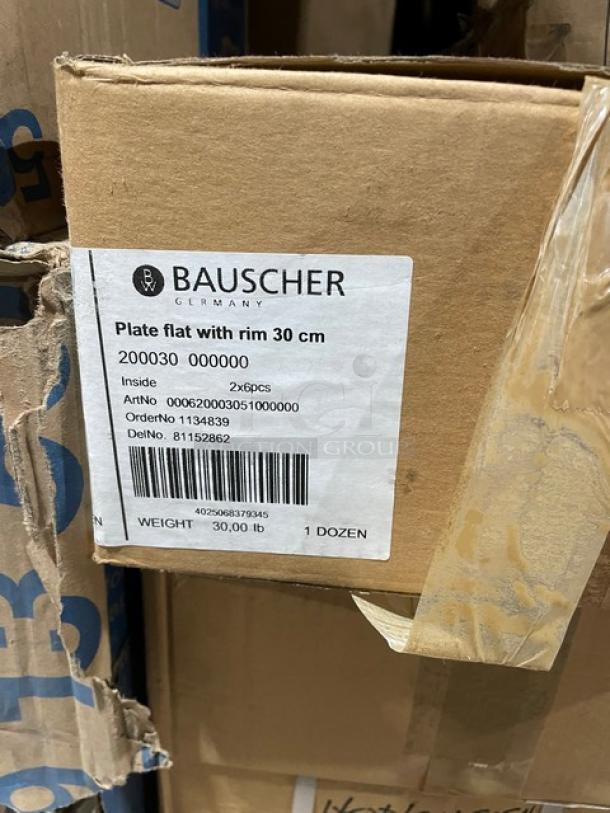 B
W
BAUSCHER
GERMANY
Plate flat with rim 30 cm
200030 000000
Inside 2x6pcs
ArtNo 000620003051000000
OrderNo 1134839
DelNo. 81152862
4025068379345
N
WEIGHT 30,00 lb 1 DOZEN